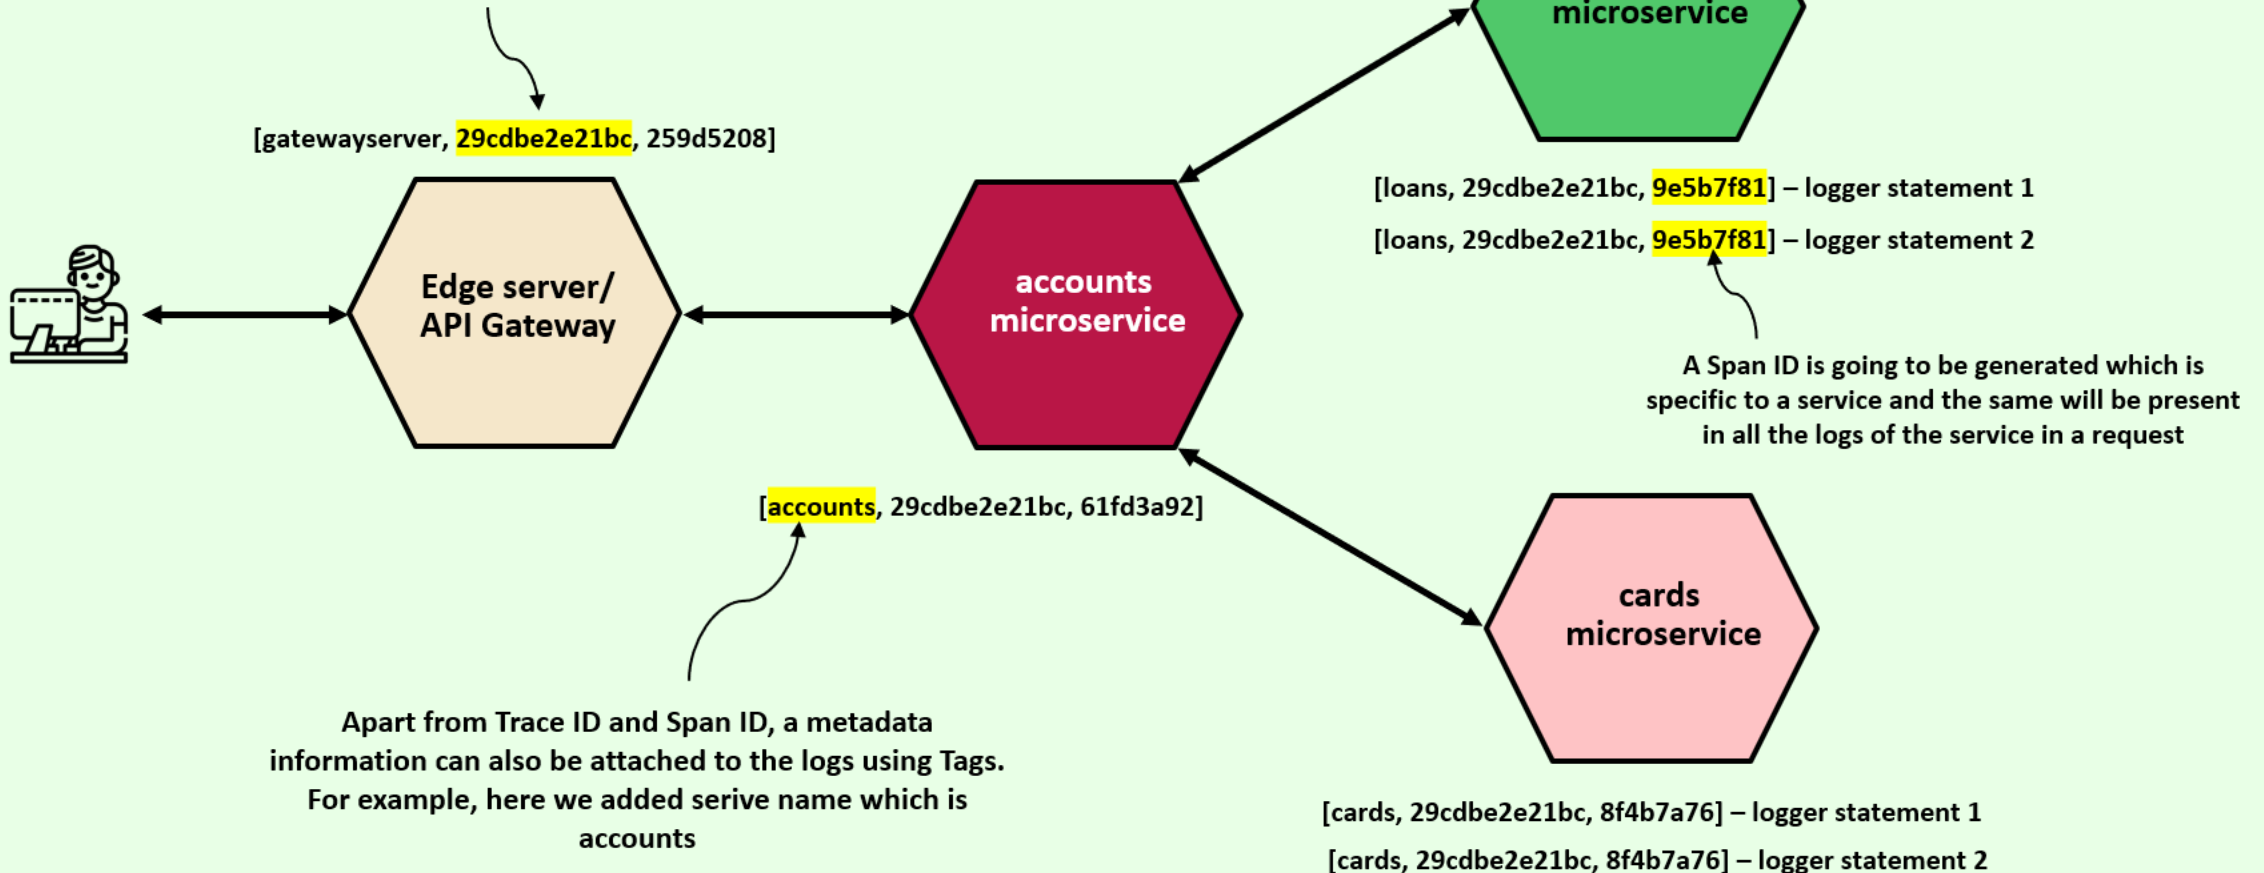 microservice
[gatewayserver, 29cdbe2e21bc, 259d5208]
[loans, 29cdbe2e21bc, 9e5b7f81] – logger statement 1
[loans, 29cdbe2e21bc, 9e5b7f81] – logger statement 2
Edge server/
API Gateway
accounts
microservice
A Span ID is going to be generated which is
specific to a service and the same will be present
in all the logs of the service in a request
[accounts, 29cdbe2e21bc, 61fd3a92]
cards
microservice
Apart from Trace ID and Span ID, a metadata
information can also be attached to the logs using Tags.
For example, here we added serive name which is
accounts
[cards, 29cdbe2e21bc, 8f4b7a76] – logger statement 1
[cards, 29cdbe2e21bc, 8f4b7a76] – logger statement 2